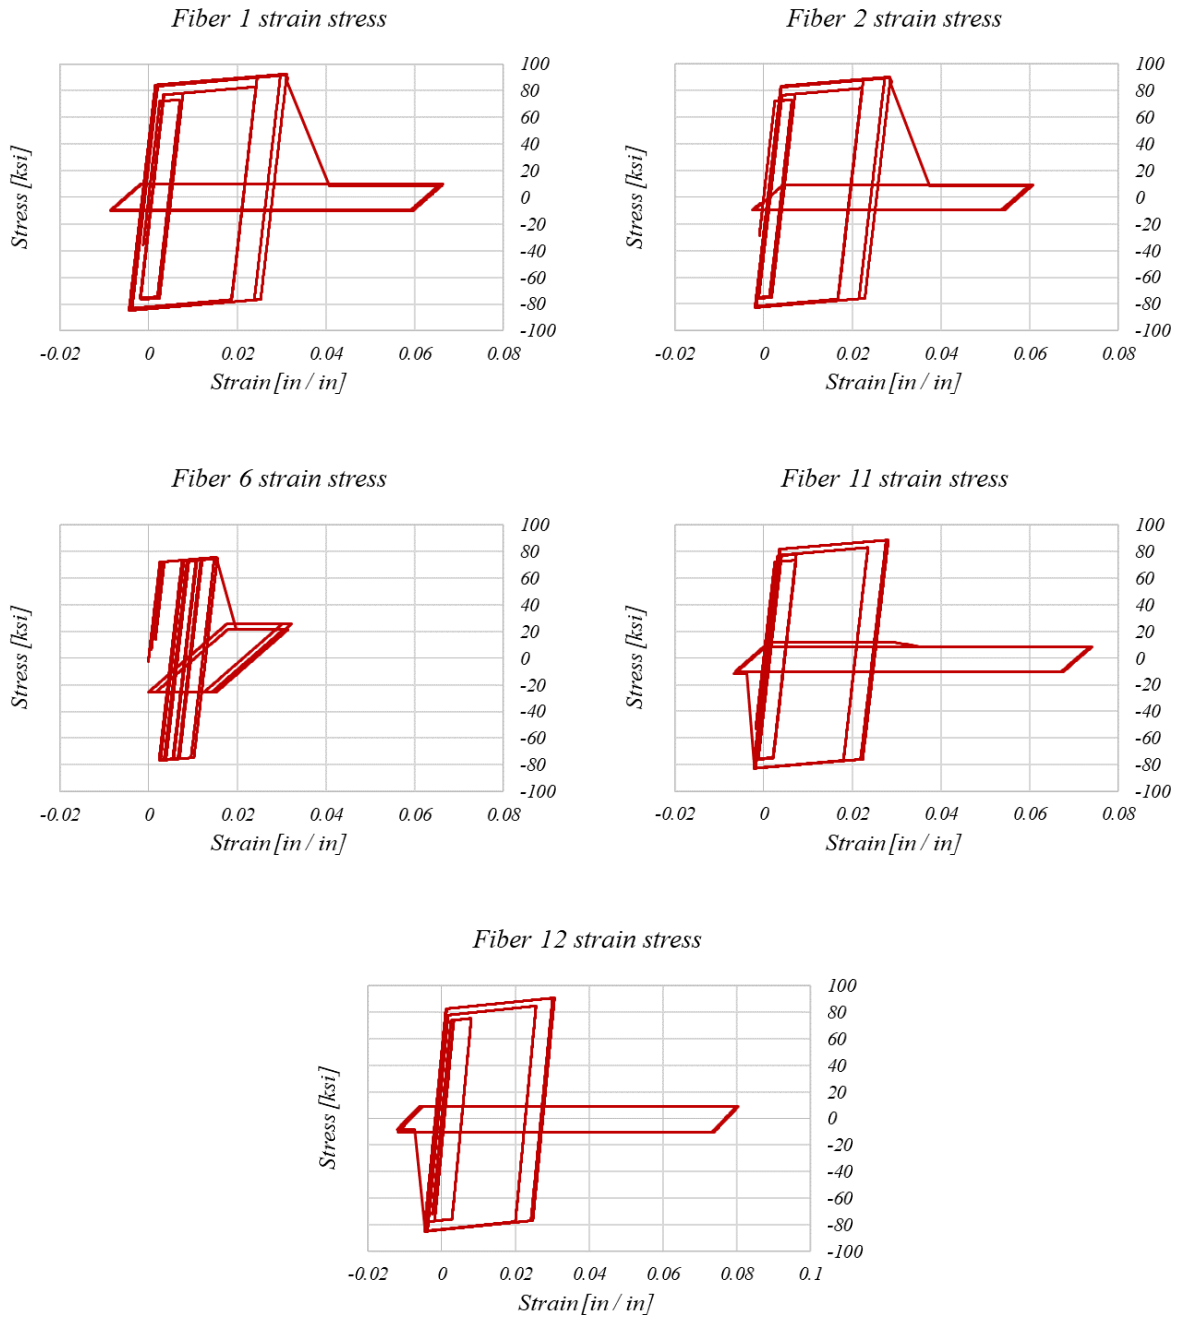 Fiber 1 strain stress
100
80
60
40
20
0
-20
-40
-60
-80
-100
Stress [ksi]
-0.02 0 0.02 0.04 0.06 0.08
Strain [in / in]
Fiber 2 strain stress
100
80
60
40
20
0
-20
-40
-60
-80
-100
Stress [ksi]
-0.02 0 0.02 0.04 0.06 0.08
Strain [in / in]
Fiber 6 strain stress
100
80
60
40
20
0
-20
-40
-60
-80
-100
Stress [ksi]
-0.02 0 0.02 0.04 0.06 0.08
Strain [in / in]
Fiber 11 strain stress
100
80
60
40
20
0
-20
-40
-60
-80
-100
Stress [ksi]
-0.02 0 0.02 0.04 0.06 0.08
Strain [in / in]
Fiber 12 strain stress
100
80
60
40
20
0
-20
-40
-60
-80
-100
Stress [ksi]
-0.02 0 0.02 0.04 0.06 0.08 0.1
Strain [in / in]